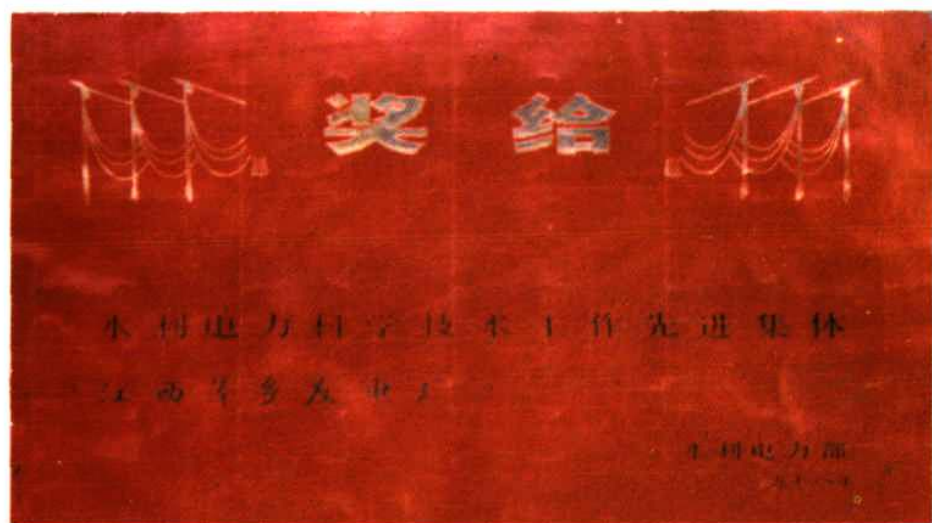 奖给
水利电力科学技术工作先进集体
江西萍乡发电厂
水利电力部